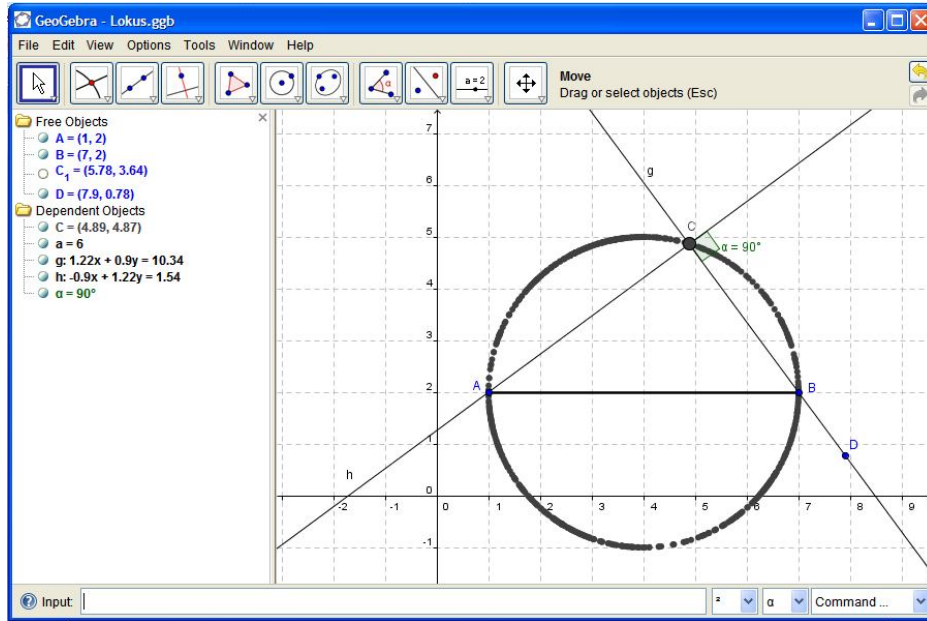 GeoGebra - Lokus.ggb
File Edit View Options Tools Window Help
α
a = 2
Move
Drag or select objects (Esc)
Free Objects
A = (1, 2)
B = (7, 2)
C₁ = (5.78, 3.64)
D = (7.9, 0.78)
Dependent Objects
C = (4.89, 4.87)
a = 6
g: 1.22x + 0.9y = 10.34
h: -0.9x + 1.22y = 1.54
α = 90°
7
g
6
C
5
α = 90°
4
3
A
2
B
1
D
h
0
-2 -1 0 1 2 3 4 5 6 7 8 9
-1
Input:
²
α
Command ...